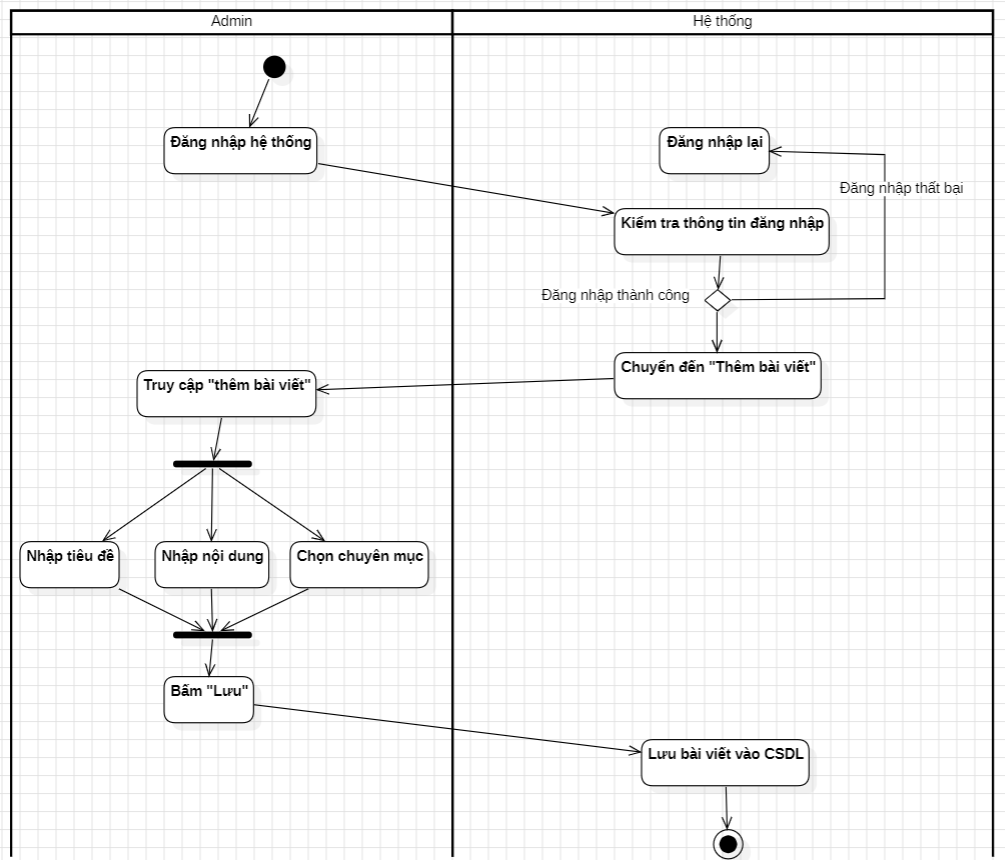 Admin
Hệ thống
Đăng nhập hệ thống
Đăng nhập lại
Đăng nhập thất bại
Kiểm tra thông tin đăng nhập
Đăng nhập thành công
Chuyển đến "Thêm bài viết"
Truy cập "thêm bài viết"
Nhập tiêu đề
Nhập nội dung
Chọn chuyên mục
Bấm "Lưu"
Lưu bài viết vào CSDL